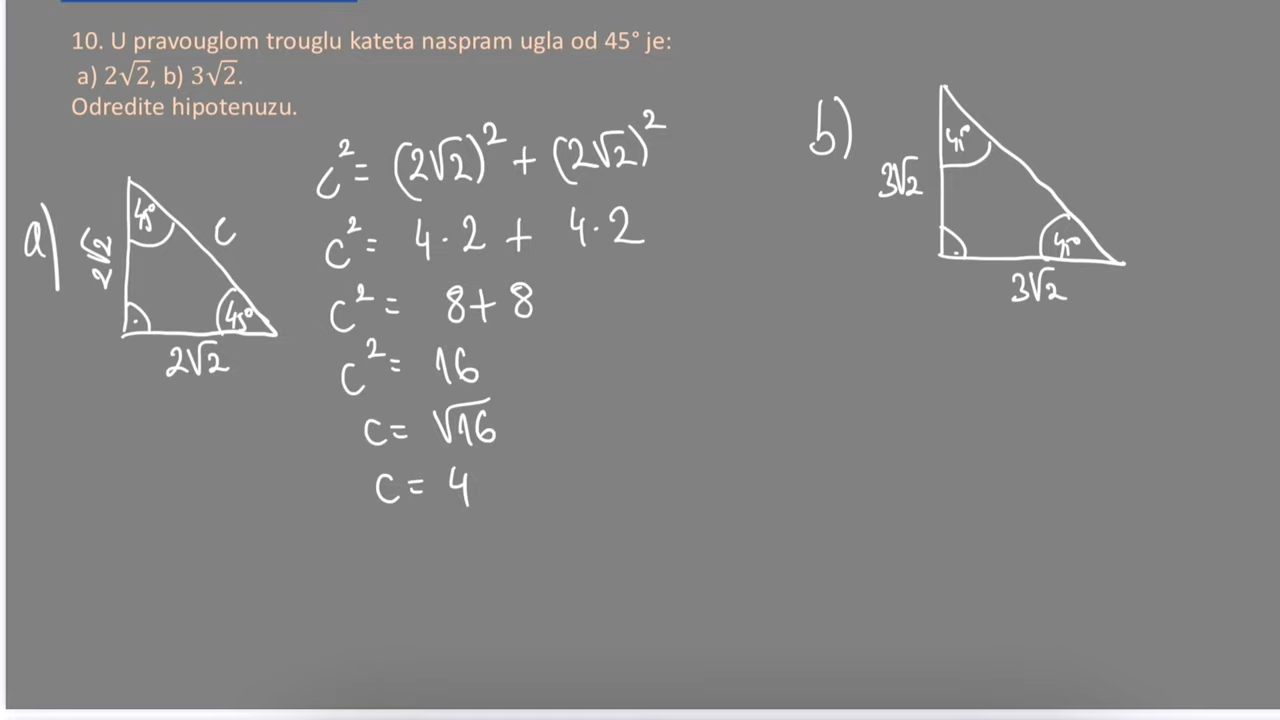 10. U pravouglom trouglu kateta naspram ugla od 45° je:
a) 2√2, b) 3√2.
Odredite hipotenuzu.
a)
2√2
45°
c
45°
2√2
c² = (2√2)² + (2√2)²
c² = 4·2 + 4·2
c² = 8+8
c² = 16
c = √16
c = 4
b)
45°
3√2
45°
3√2